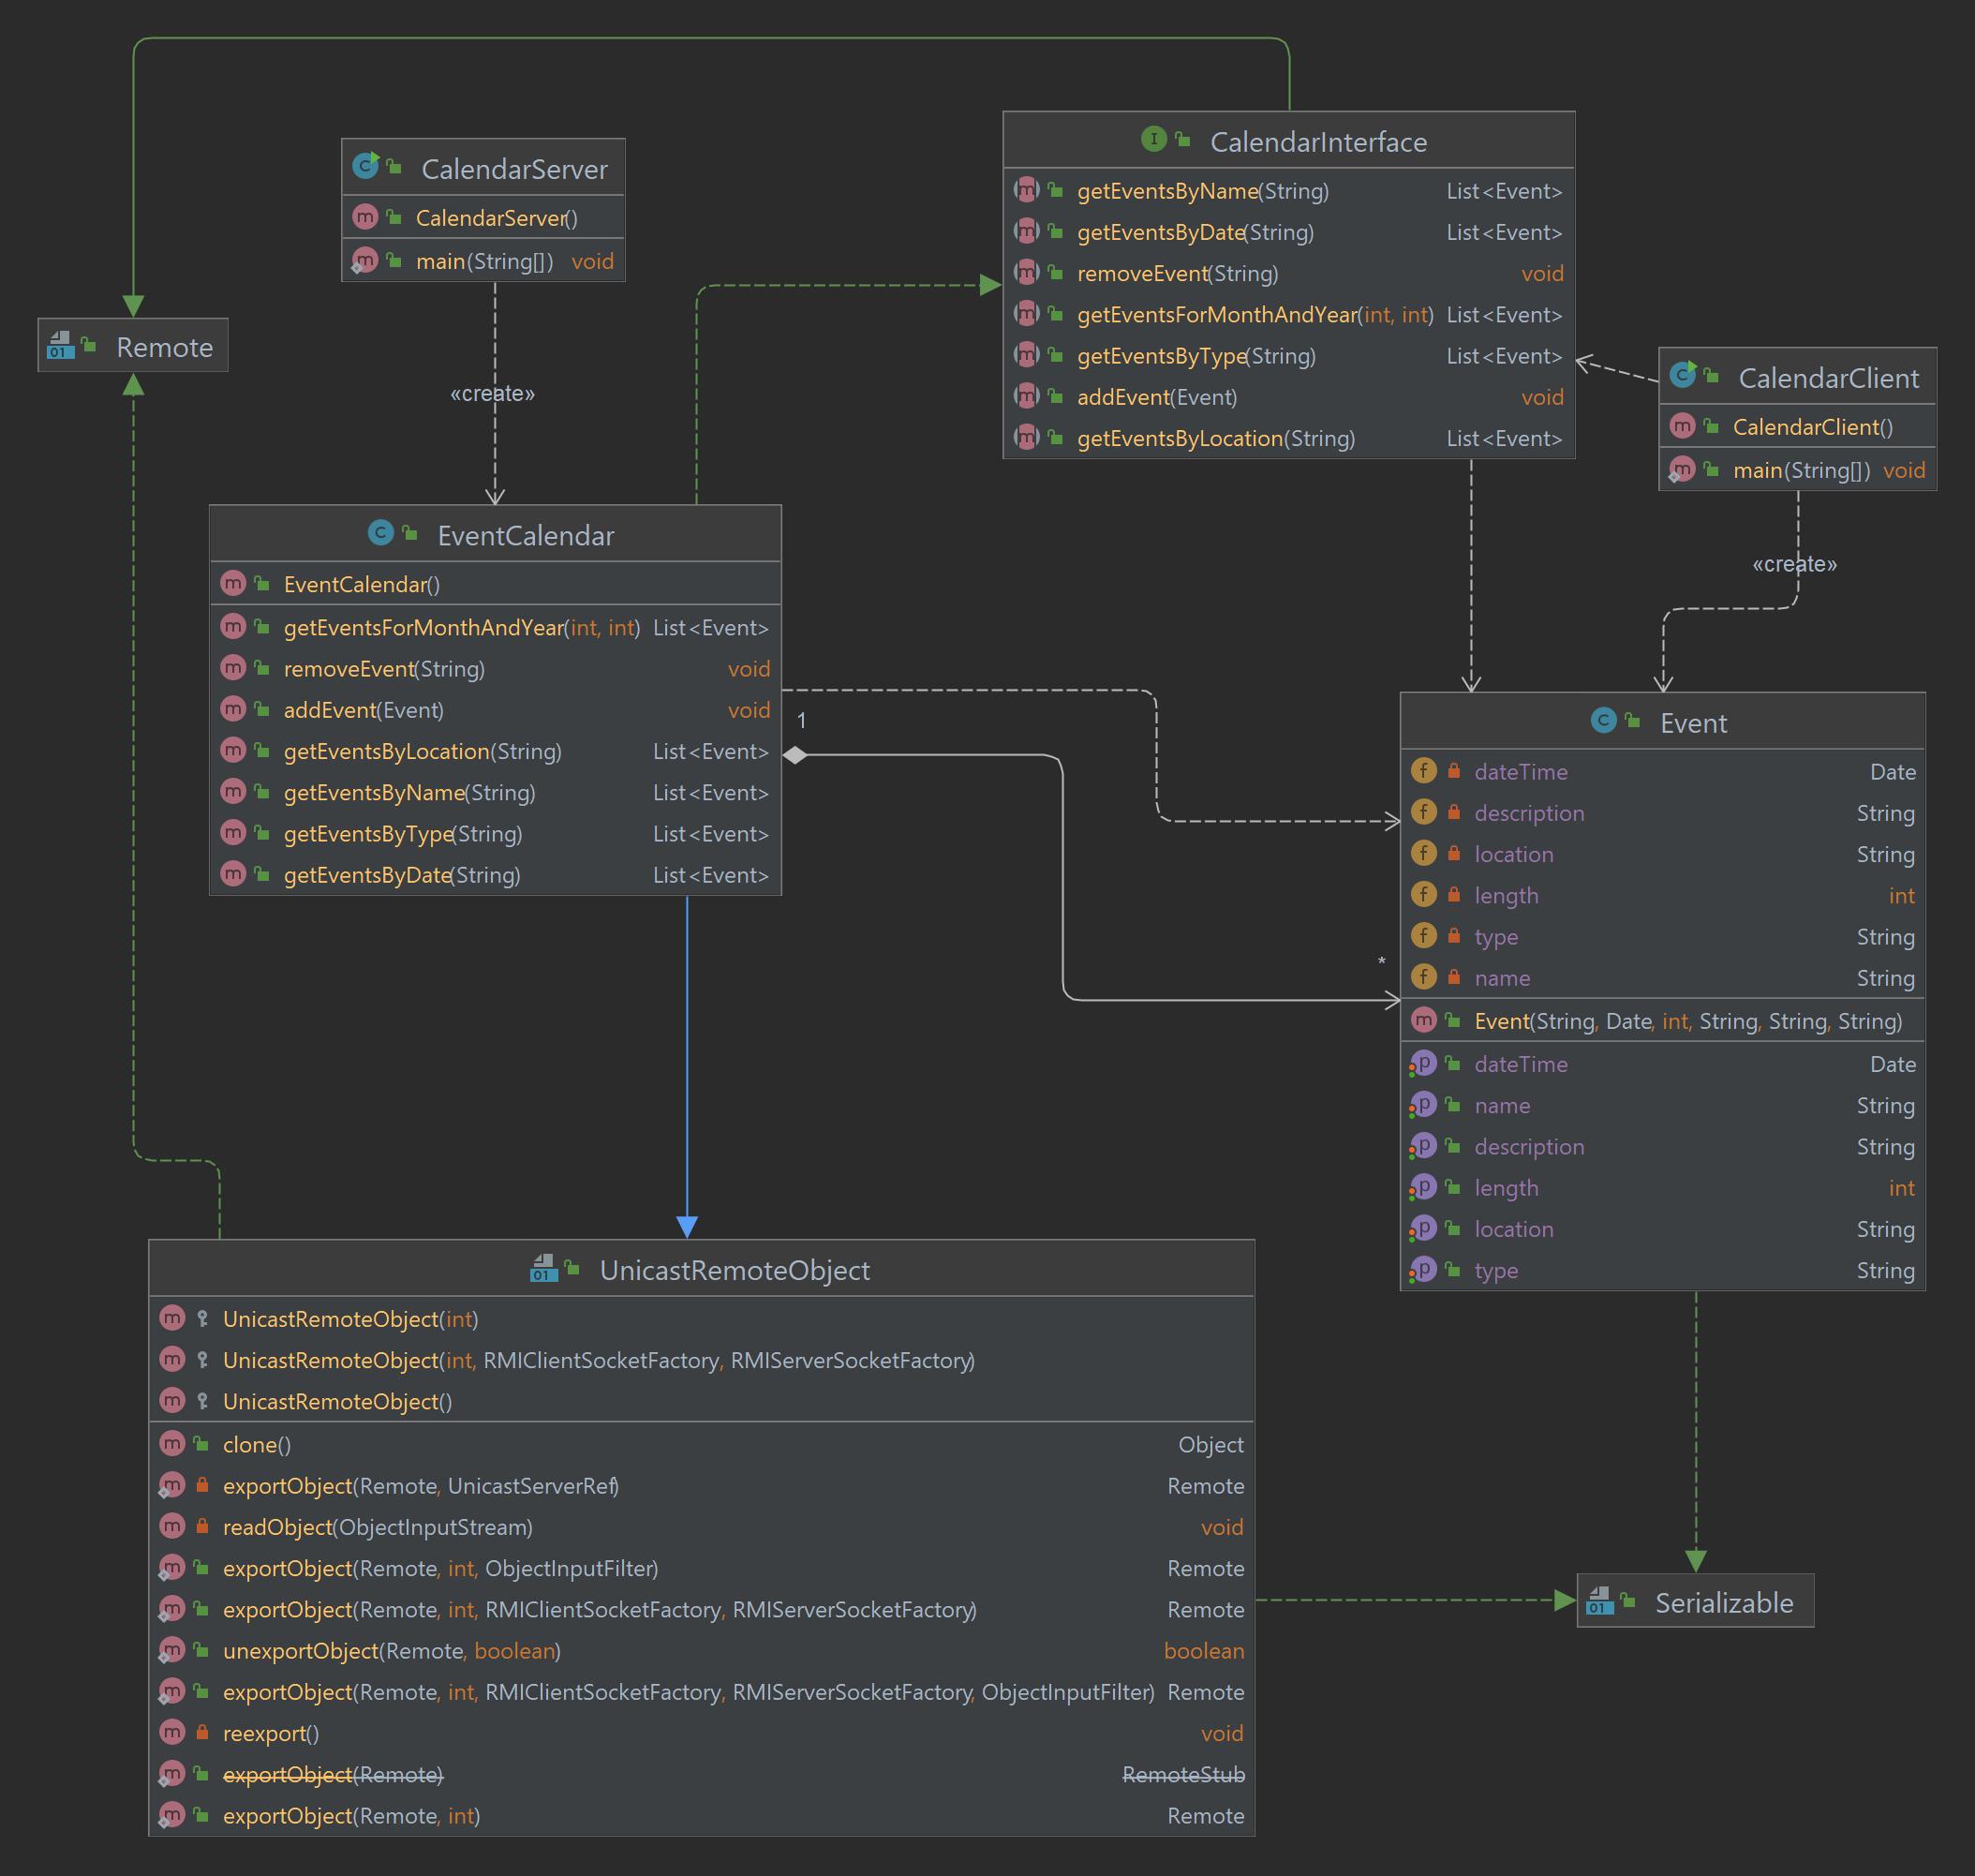 CalendarServer
CalendarServer()
main(String[]) void
Remote
«create»
CalendarInterface
getEventsByName(String) List<Event>
getEventsByDate(String) List<Event>
removeEvent(String) void
getEventsForMonthAndYear(int, int) List<Event>
getEventsByType(String) List<Event>
addEvent(Event) void
getEventsByLocation(String) List<Event>
CalendarClient
CalendarClient()
main(String[]) void
«create»
EventCalendar
EventCalendar()
getEventsForMonthAndYear(int, int) List<Event>
removeEvent(String) void
addEvent(Event) void
getEventsByLocation(String) List<Event>
getEventsByName(String) List<Event>
getEventsByType(String) List<Event>
getEventsByDate(String) List<Event>
1
*
Event
dateTime Date
description String
location String
length int
type String
name String
Event(String, Date, int, String, String, String)
dateTime Date
name String
description String
length int
location String
type String
UnicastRemoteObject
UnicastRemoteObject(int)
UnicastRemoteObject(int, RMIClientSocketFactory, RMIServerSocketFactory)
UnicastRemoteObject()
clone() Object
exportObject(Remote, UnicastServerRef) Remote
readObject(ObjectInputStream) void
exportObject(Remote, int, ObjectInputFilter) Remote
exportObject(Remote, int, RMIClientSocketFactory, RMIServerSocketFactory) Remote
unexportObject(Remote, boolean) boolean
exportObject(Remote, int, RMIClientSocketFactory, RMIServerSocketFactory, ObjectInputFilter) Remote
reexport() void
exportObject(Remote) RemoteStub
exportObject(Remote, int) Remote
Serializable